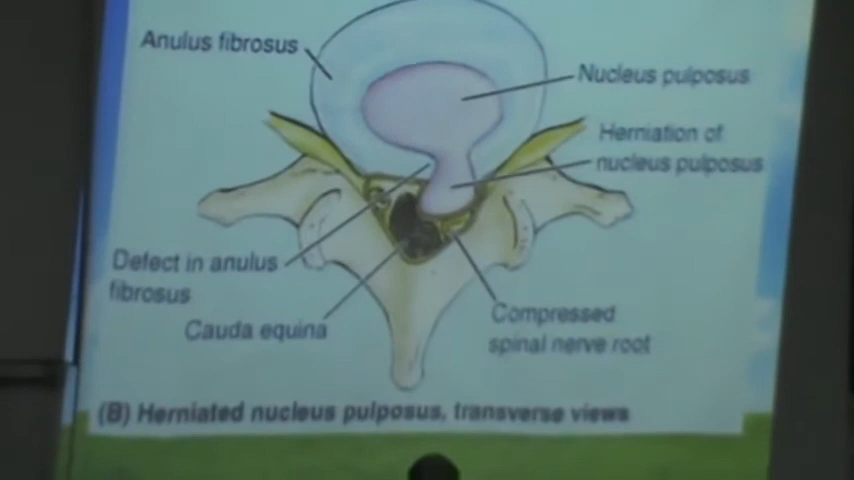 Anulus fibrosus
Nucleus pulposus
Herniation of
nucleus pulposus
Defect in anulus
fibrosus
Cauda equina
Compressed
spinal nerve root
(B) Herniated nucleus pulposus, transverse views